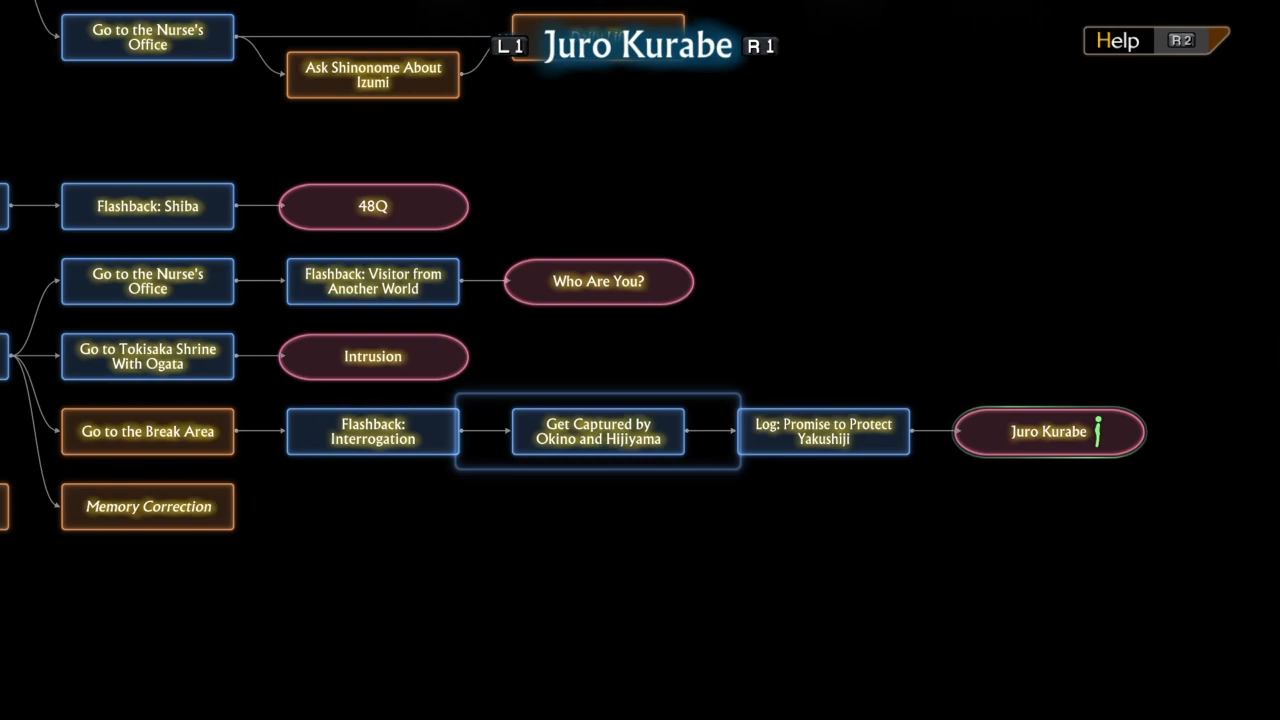 Go to the Nurse's
Office
L1 Juro Kurabe R1
Help R2
Ask Shinonome About
Izumi
Flashback: Shiba
48Q
Go to the Nurse's
Office
Flashback: Visitor from
Another World
Who Are You?
Go to Tokisaka Shrine
With Ogata
Intrusion
Go to the Break Area
Flashback:
Interrogation
Get Captured by
Okino and Hijiyama
Log: Promise to Protect
Yakushiji
Juro Kurabe
Memory Correction